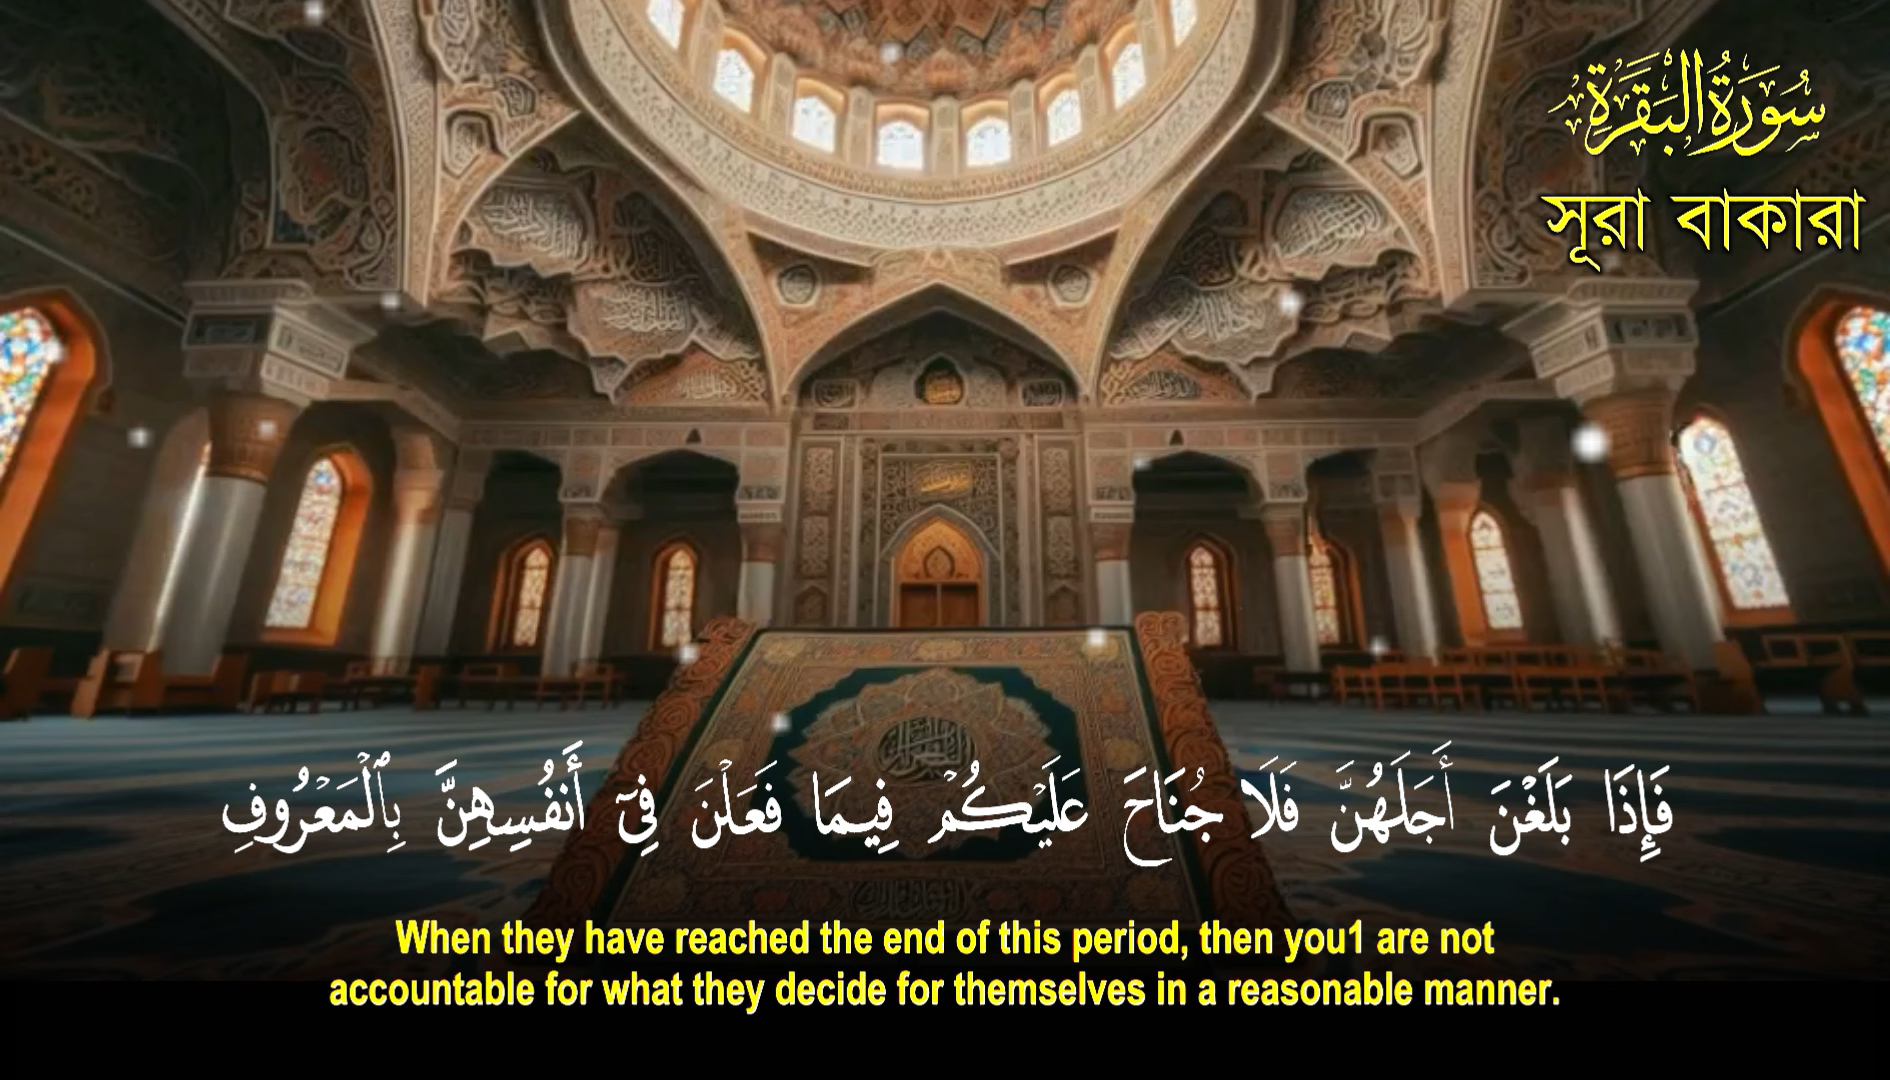 سُورَةُ البَقَرَةِ
সূরা বাকারা
فَإِذَا بَلَغْنَ أَجَلَهُنَّ فَلَا جُنَاحَ عَلَيْكُمْ فِيمَا فَعَلْنَ فِىٓ أَنفُسِهِنَّ بِٱلْمَعْرُوفِ
When they have reached the end of this period, then you1 are not
accountable for what they decide for themselves in a reasonable manner.